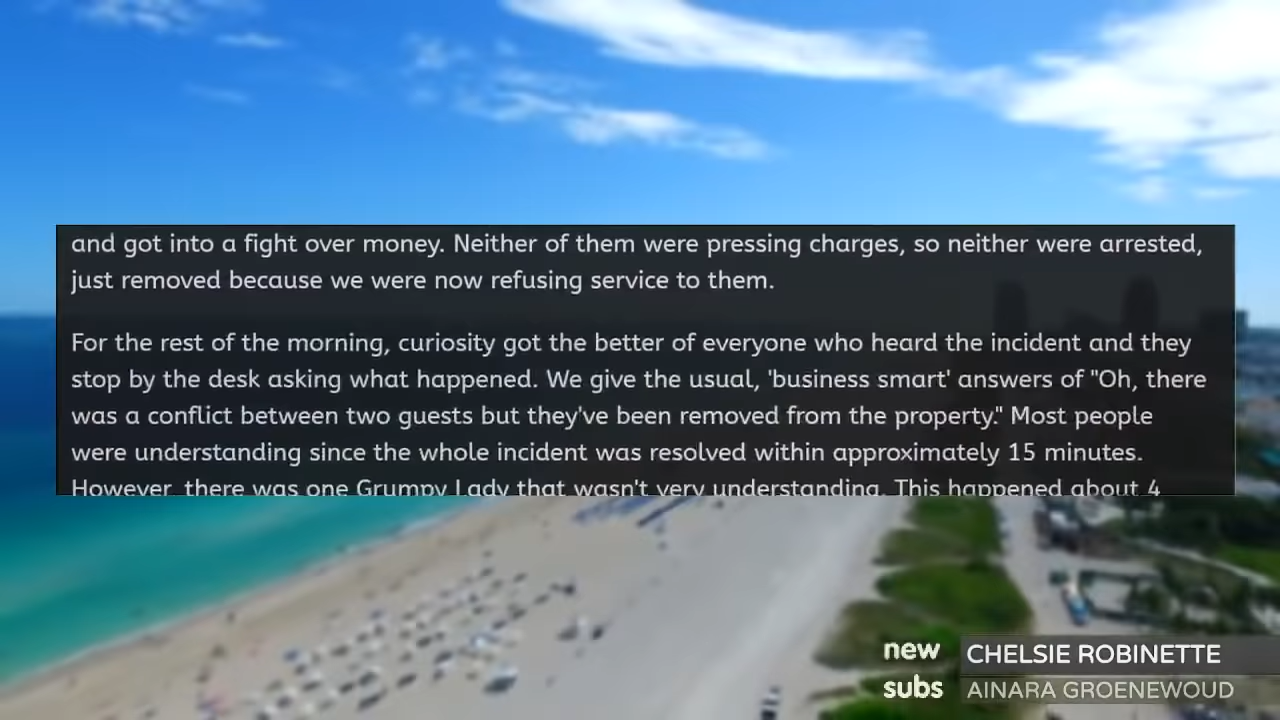 and got into a fight over money. Neither of them were pressing charges, so neither were arrested,
just removed because we were now refusing service to them.
For the rest of the morning, curiosity got the better of everyone who heard the incident and they
stop by the desk asking what happened. We give the usual, 'business smart' answers of "Oh, there
was a conflict between two guests but they've been removed from the property." Most people
were understanding since the whole incident was resolved within approximately 15 minutes.
However, there was one Grumpy Lady that wasn't very understanding. This happened about 4
new
CHELSIE ROBINETTE
subs
AINARA GROENEWOUD